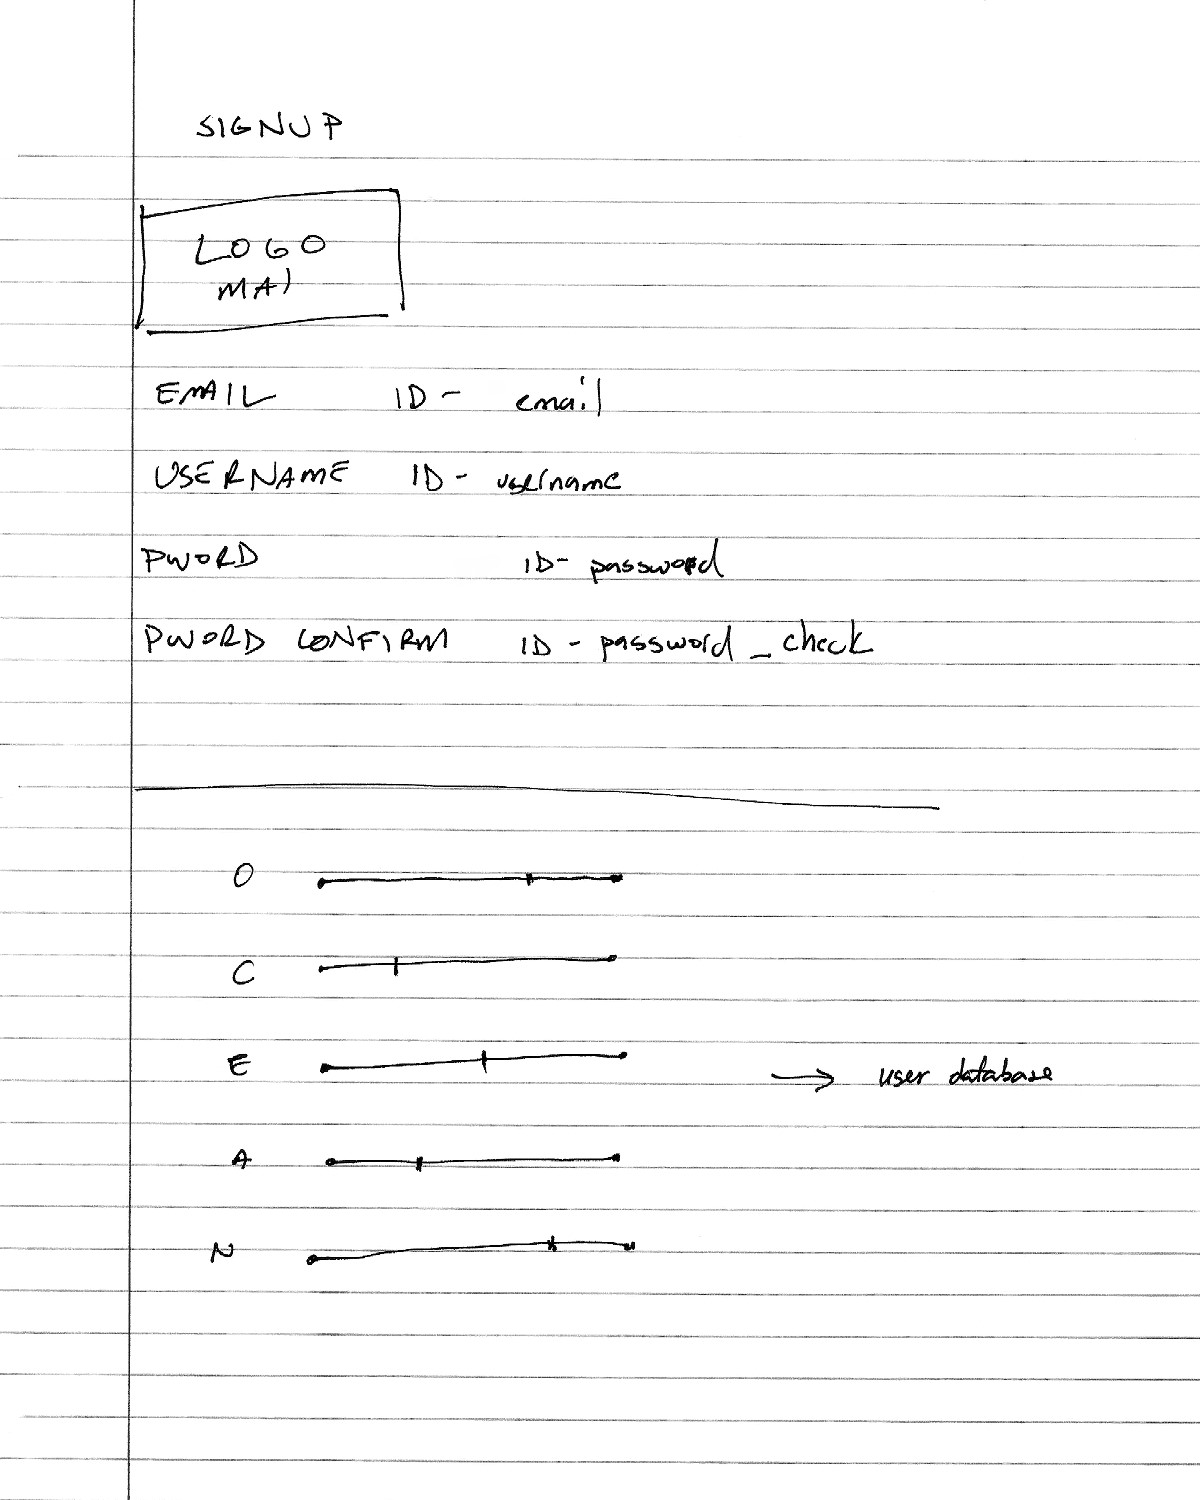 SIGNUP
LOGO
MAI
EMAIL ID - email
USERNAME ID - username
PWORD ID - password
PWORD CONFIRM ID - password_check
O
C
E → user database
A
N